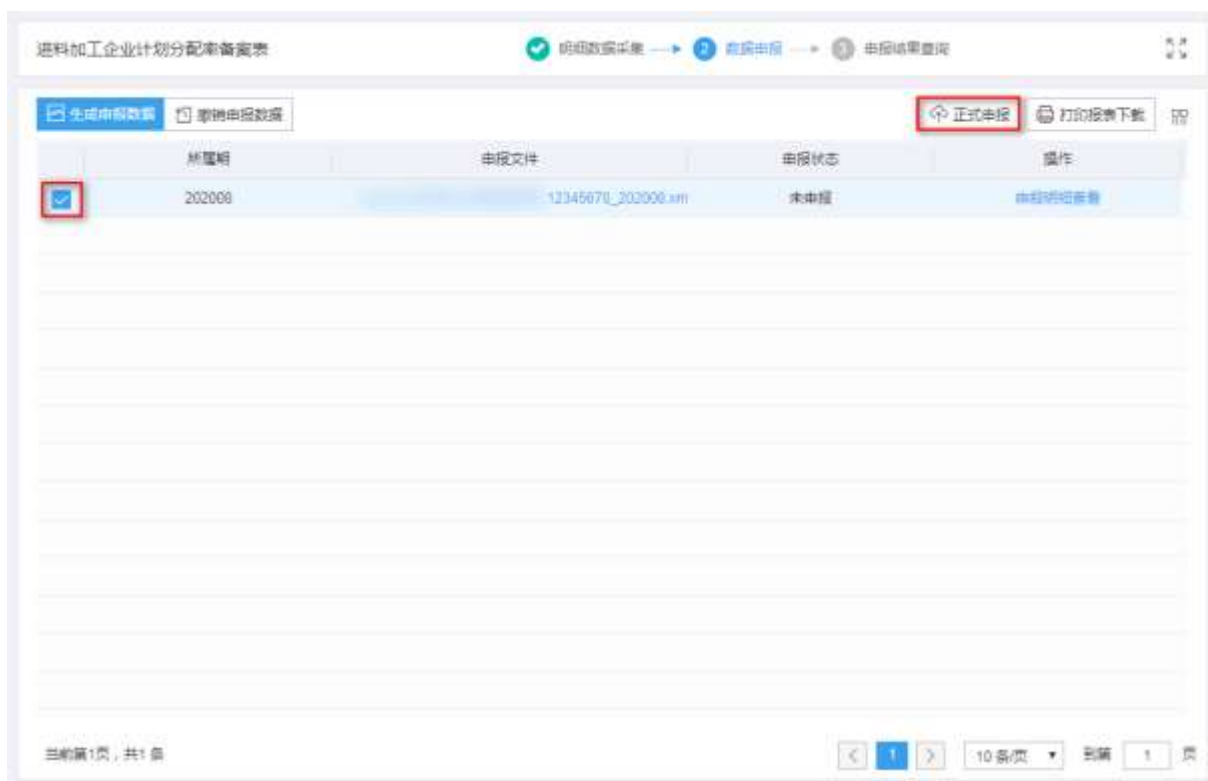 进料加工企业计划分配率备案表 明细数据采集 2 数据申报 3 申报结果查询
生成申报数据 撤销申报数据 正式申报 打印报表下载
所属期 申报文件 申报状态 操作
202008 12345678_202008.xml 未申报 申报明细查看
当前第1页，共1条 < 1 > 10条/页 到第 1 页